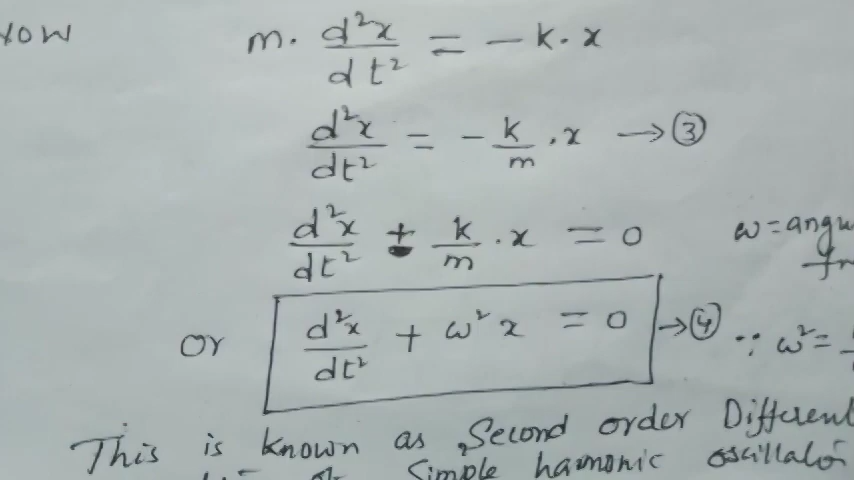 now m. d²x/dt² = - k. x
d²x/dt² = - k/m . x → ③
d²x/dt² + k/m . x = 0 ω = angu
Or d²x/dt² + ω² x = 0 → ④ ∵ ω² =
This is known as Second order Different
Simple harmonic oscillator